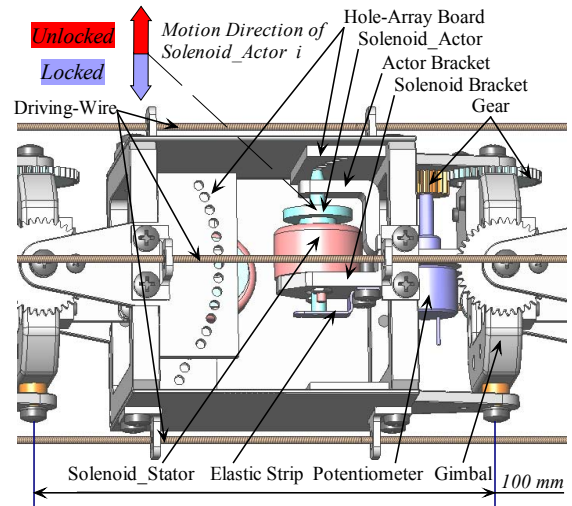 Unlocked
Locked
Motion Direction of
Solenoid_Actor i
Hole-Array Board
Solenoid_Actor
Actor Bracket
Solenoid Bracket
Gear
Driving-Wire
Solenoid_Stator
Elastic Strip
Potentiometer
Gimbal
100 mm